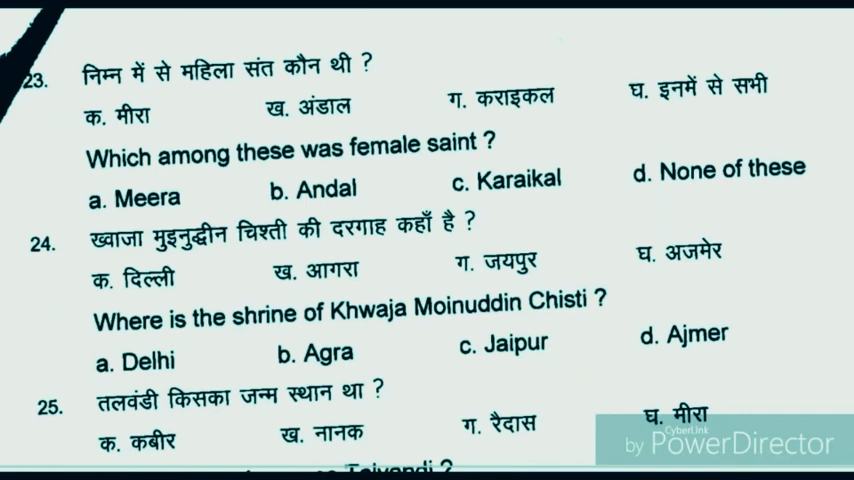 23. निम्न में से महिला संत कौन थी ?
क. मीरा ख. अंडाल ग. कराइकल घ. इनमें से सभी
Which among these was female saint ?
a. Meera b. Andal c. Karaikal d. None of these
24. ख्वाजा मुइनुद्धीन चिश्ती की दरगाह कहाँ है ?
क. दिल्ली ख. आगरा ग. जयपुर घ. अजमेर
Where is the shrine of Khwaja Moinuddin Chisti ?
a. Delhi b. Agra c. Jaipur d. Ajmer
25. तलवंडी किसका जन्म स्थान था ?
क. कबीर ख. नानक ग. रैदास घ. मीरा
CyberLink
by PowerDirector